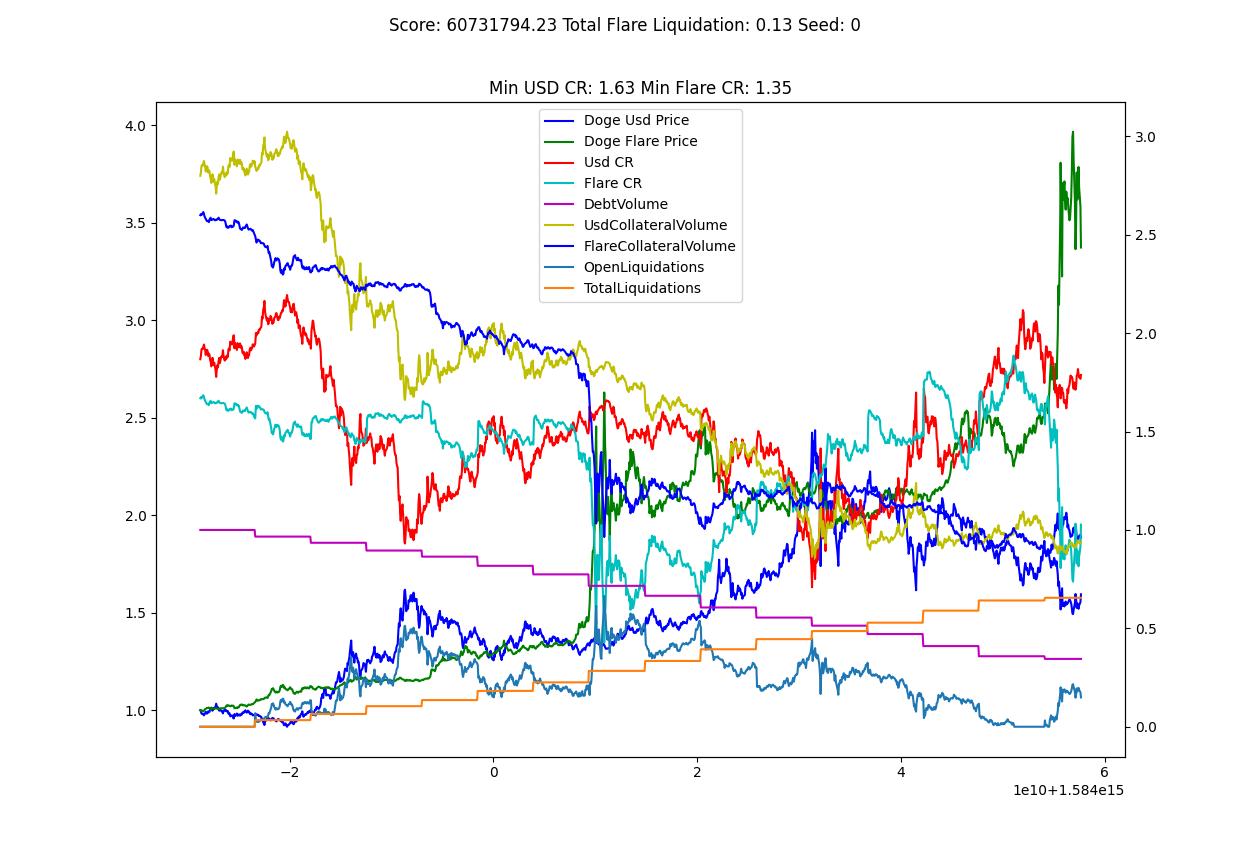 Score: 60731794.23 Total Flare Liquidation: 0.13 Seed: 0
Min USD CR: 1.63 Min Flare CR: 1.35
Doge Usd Price
Doge Flare Price
Usd CR
Flare CR
DebtVolume
UsdCollateralVolume
FlareCollateralVolume
OpenLiquidations
TotalLiquidations
4.0
3.5
3.0
2.5
2.0
1.5
1.0
3.0
2.5
2.0
1.5
1.0
0.5
0.0
−2 0 2 4 6
1e10+1.584e15